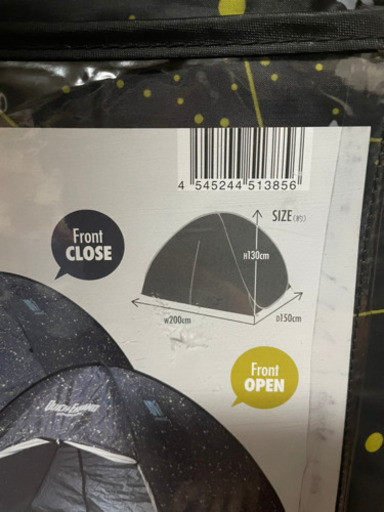 4 545244 513856
SIZE(約)
Front
CLOSE
H130cm
W200cm
D150cm
Front
OPEN